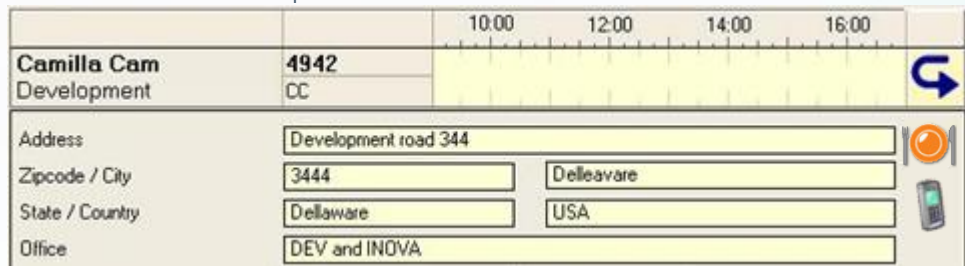 10:00 12:00 14:00 16:00
Camilla Cam 4942
Development CC
Address Development road 344
Zipcode / City 3444 Delleavare
State / Country Dellaware USA
Office DEV and INOVA